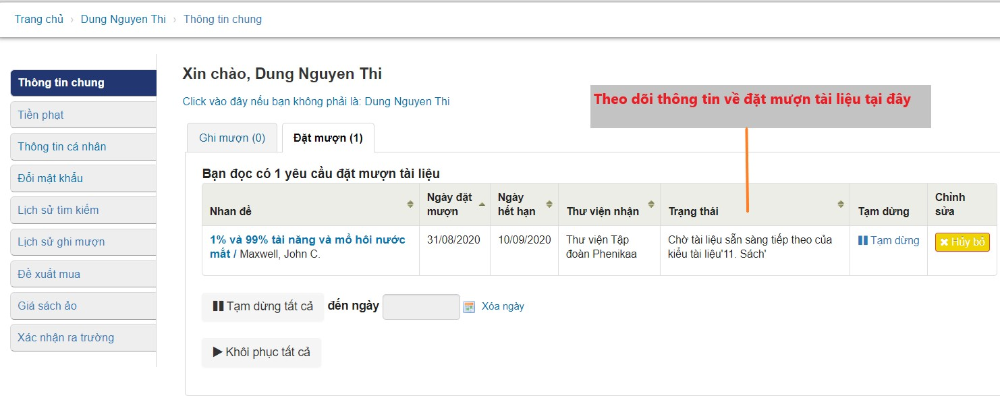 Trang chủ › Dung Nguyen Thi › Thông tin chung
Thông tin chung
Tiền phạt
Thông tin cá nhân
Đổi mật khẩu
Lịch sử tìm kiếm
Lịch sử ghi mượn
Đề xuất mua
Giá sách ảo
Xác nhận ra trường
Xin chào, Dung Nguyen Thi
Click vào đây nếu bạn không phải là: Dung Nguyen Thi
Theo dõi thông tin về đặt mượn tài liệu tại đây
Ghi mượn (0) Đặt mượn (1)
Bạn đọc có 1 yêu cầu đặt mượn tài liệu
Nhan đề
Ngày đặt
mượn
Ngày
hết hạn
Thư viện nhận
Trạng thái
Tạm dừng
Chỉnh
sửa
1% và 99% tài năng và mồ hôi nước
mắt / Maxwell, John C.
31/08/2020
10/09/2020
Thư viện Tập
đoàn Phenikaa
Chờ tài liệu sẵn sàng tiếp theo của
kiểu tài liệu'11. Sách'
Tạm dừng
Hủy bỏ
Tạm dừng tất cả đến ngày Xóa ngày
Khôi phục tất cả